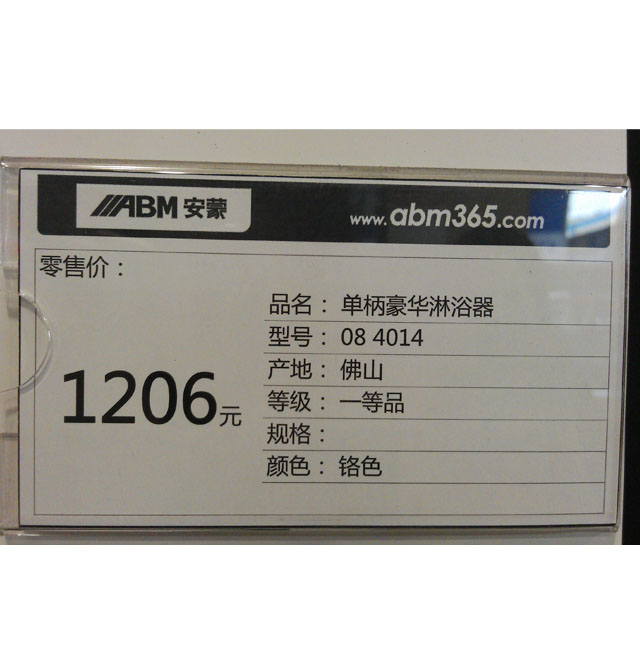 ABM 安蒙
www.abm365.com
零售价：
1206元
品名：单柄豪华淋浴器
型号：08 4014
产地：佛山
等级：一等品
规格：
颜色：铬色